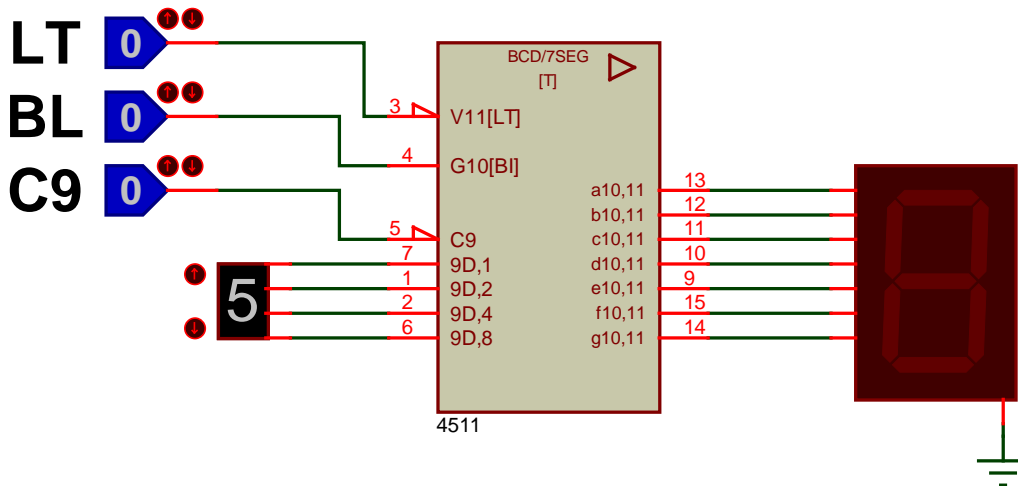 LT 0
BL 0
C9 0
5
BCD/7SEG
[T]
3 V11[LT]
4 G10[BI]
5 C9
7 9D,1
1 9D,2
2 9D,4
6 9D,8
a10,11 13
b10,11 12
c10,11 11
d10,11 10
e10,11 9
f10,11 15
g10,11 14
4511